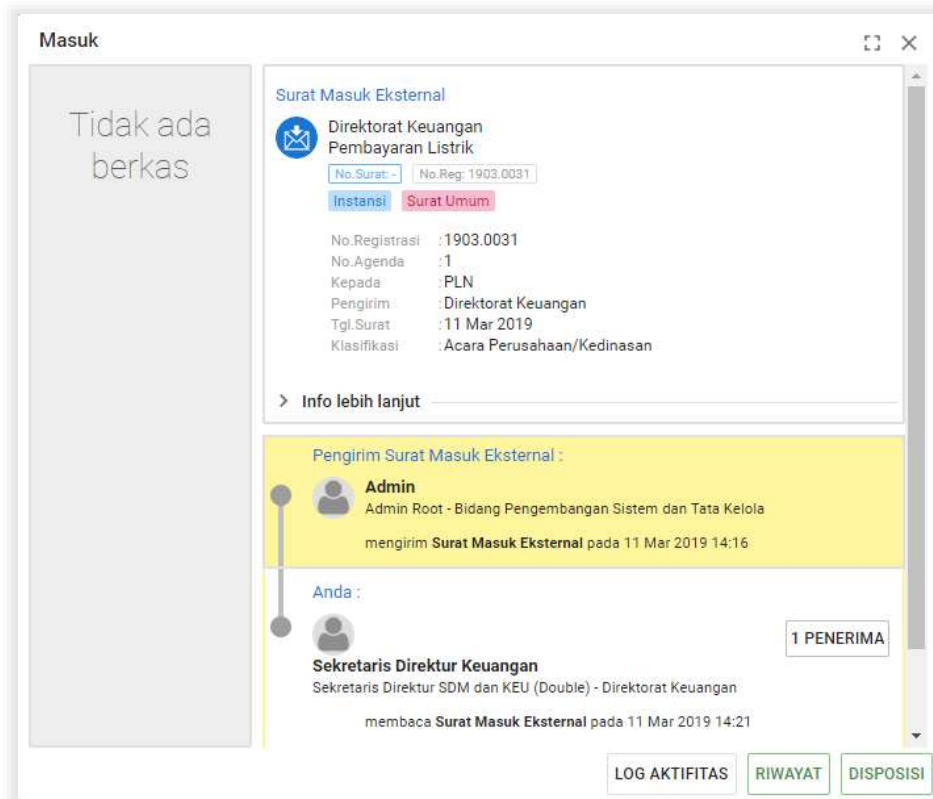 Masuk
Tidak ada
berkas
Surat Masuk Eksternal
Direktorat Keuangan
Pembayaran Listrik
No.Surat: - No.Reg: 1903.0031
Instansi Surat Umum
No.Registrasi :1903.0031
No.Agenda :1
Kepada :PLN
Pengirim :Direktorat Keuangan
Tgl.Surat :11 Mar 2019
Klasifikasi :Acara Perusahaan/Kedinasan
Info lebih lanjut
Pengirim Surat Masuk Eksternal :
Admin
Admin Root - Bidang Pengembangan Sistem dan Tata Kelola
mengirim Surat Masuk Eksternal pada 11 Mar 2019 14:16
Anda :
1 PENERIMA
Sekretaris Direktur Keuangan
Sekretaris Direktur SDM dan KEU (Double) - Direktorat Keuangan
membaca Surat Masuk Eksternal pada 11 Mar 2019 14:21
LOG AKTIFITAS RIWAYAT DISPOSISI